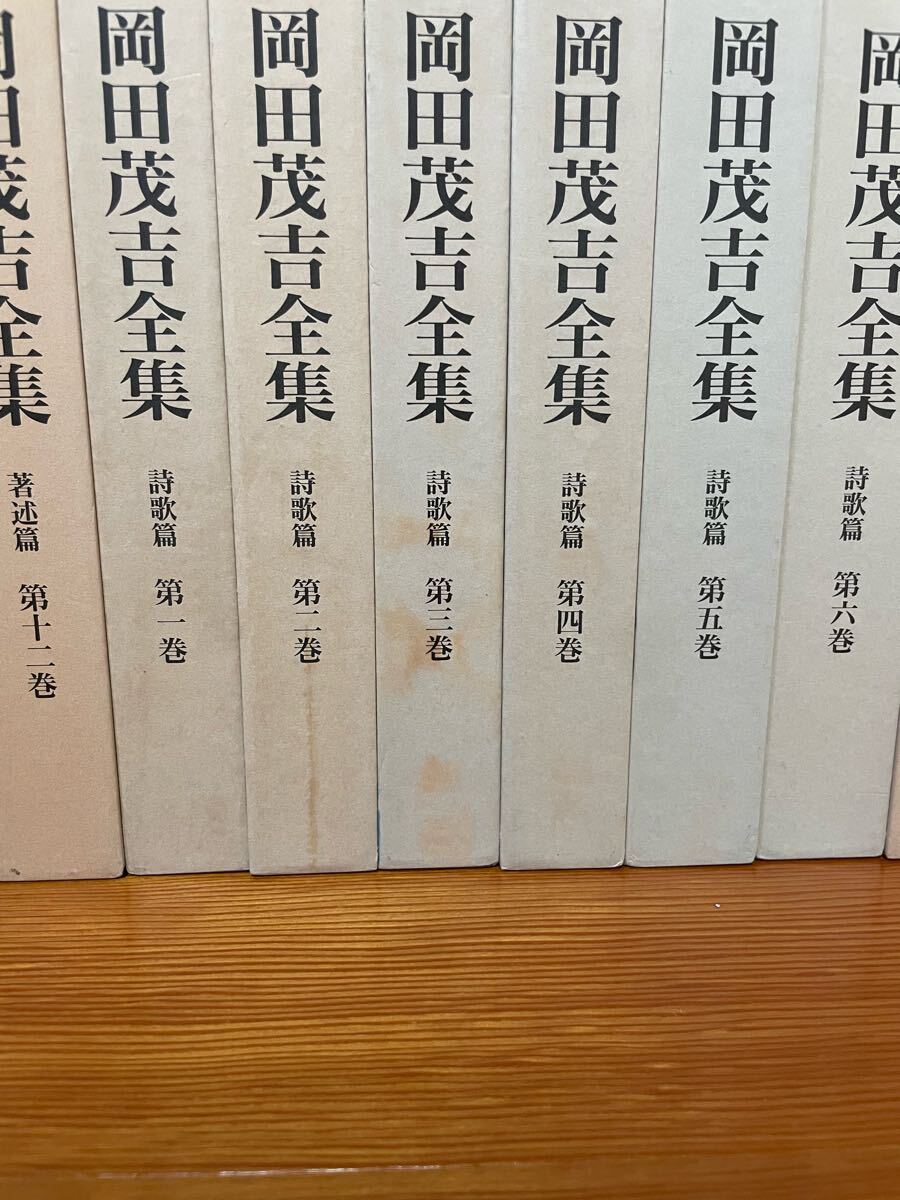 岡田茂吉全集 著述篇 第十二巻
岡田茂吉全集 詩歌篇 第一巻
岡田茂吉全集 詩歌篇 第二巻
岡田茂吉全集 詩歌篇 第三巻
岡田茂吉全集 詩歌篇 第四巻
岡田茂吉全集 詩歌篇 第五巻
岡田茂吉全集 詩歌篇 第六巻